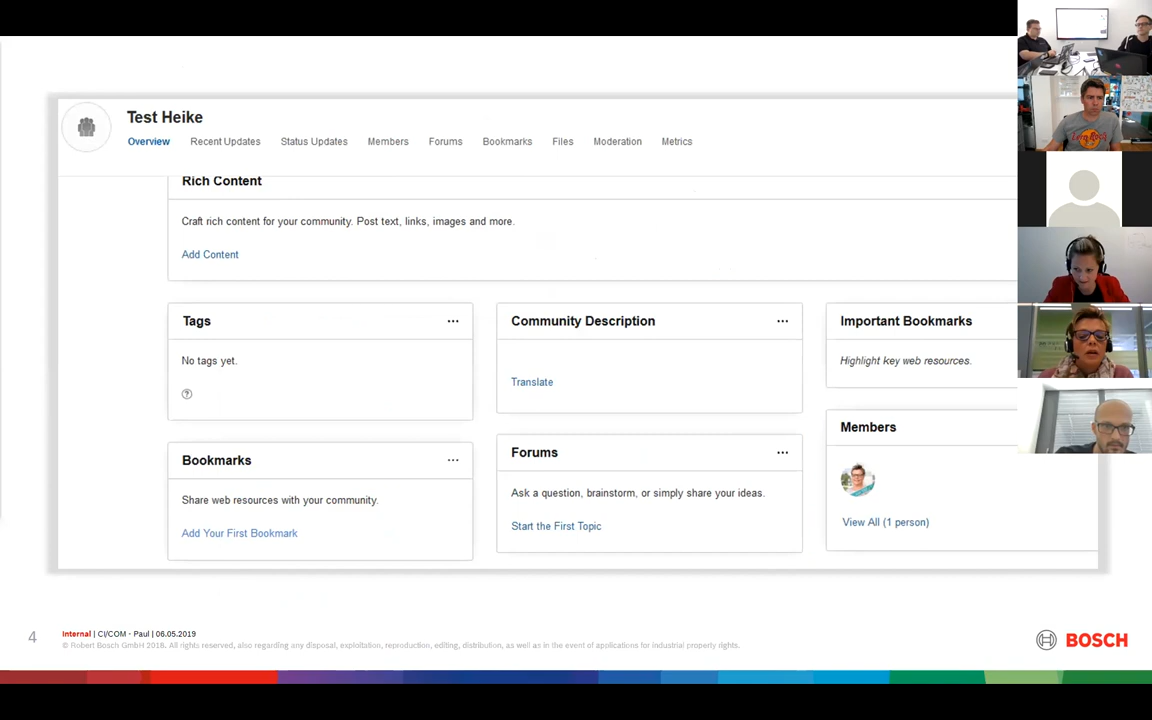 Test Heike
Overview Recent Updates Status Updates Members Forums Bookmarks Files Moderation Metrics
Rich Content
Craft rich content for your community. Post text, links, images and more.
Add Content
Tags ...
No tags yet.
?
Community Description ...
Translate
Important Bookmarks
Highlight key web resources.
Bookmarks ...
Share web resources with your community.
Add Your First Bookmark
Forums ...
Ask a question, brainstorm, or simply share your ideas.
Start the First Topic
Members
View All (1 person)
4
Internal | CI/COM - Paul | 06.05.2019
© Robert Bosch GmbH 2018. All rights reserved, also regarding any disposal, exploitation, reproduction, editing, distribution, as well as in the event of applications for industrial property rights.
BOSCH